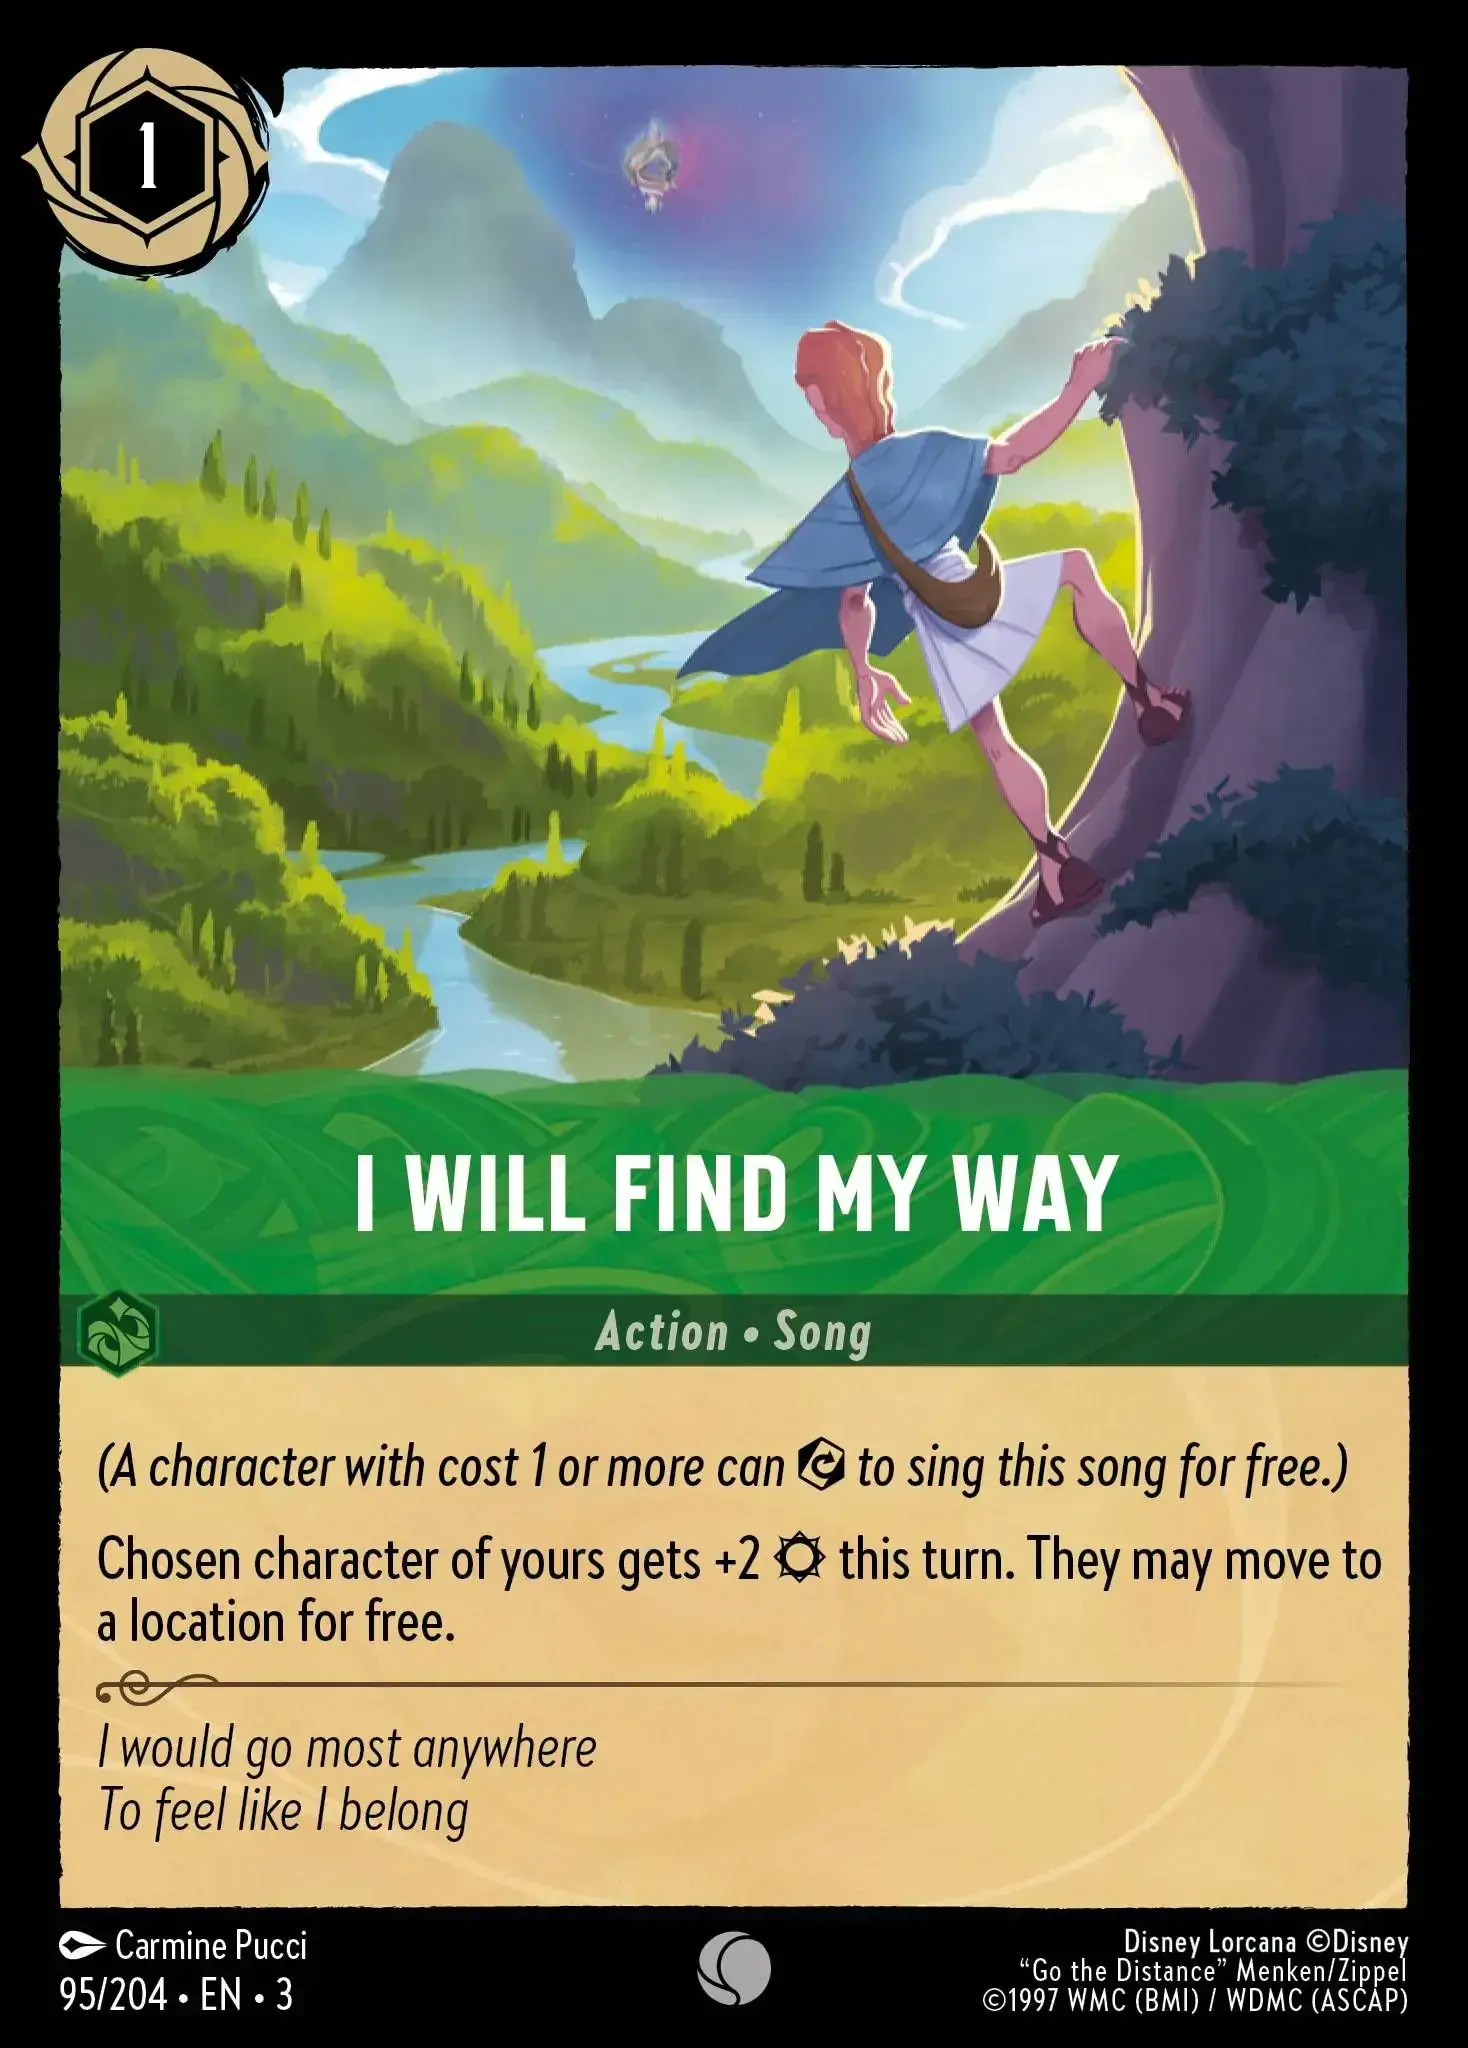 1
I WILL FIND MY WAY
Action • Song
(A character with cost 1 or more can to sing this song for free.)
Chosen character of yours gets +2 this turn. They may move to
a location for free.
I would go most anywhere
To feel like I belong
Carmine Pucci
95/204 • EN • 3
Disney Lorcana ©Disney
“Go the Distance” Menken/Zippel
©1997 WMC (BMI) / WDMC (ASCAP)